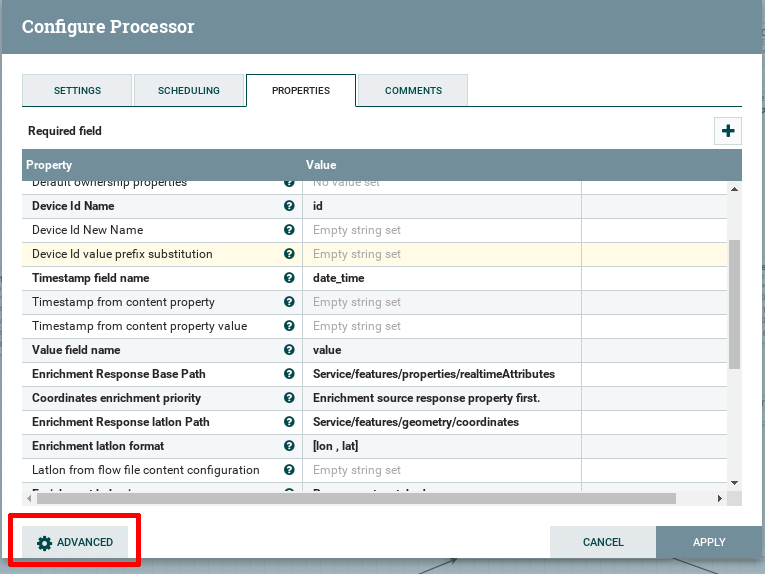 Configure Processor
SETTINGS SCHEDULING PROPERTIES COMMENTS
Required field
Property Value
Default ownership properties No value set
Device Id Name id
Device Id New Name Empty string set
Device Id value prefix substitution Empty string set
Timestamp field name date_time
Timestamp from content property Empty string set
Timestamp from content property value Empty string set
Value field name value
Enrichment Response Base Path Service/features/properties/realtimeAttributes
Coordinates enrichment priority Enrichment source response property first.
Enrichment Response latlon Path Service/features/geometry/coordinates
Enrichment latlon format [lon , lat]
Latlon from flow file content configuration Empty string set
ADVANCED CANCEL APPLY